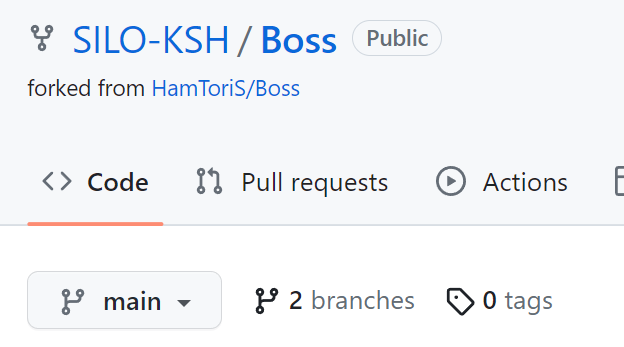 SILO-KSH / Boss Public
forked from HamToriS/Boss
Code Pull requests Actions
main 2 branches 0 tags